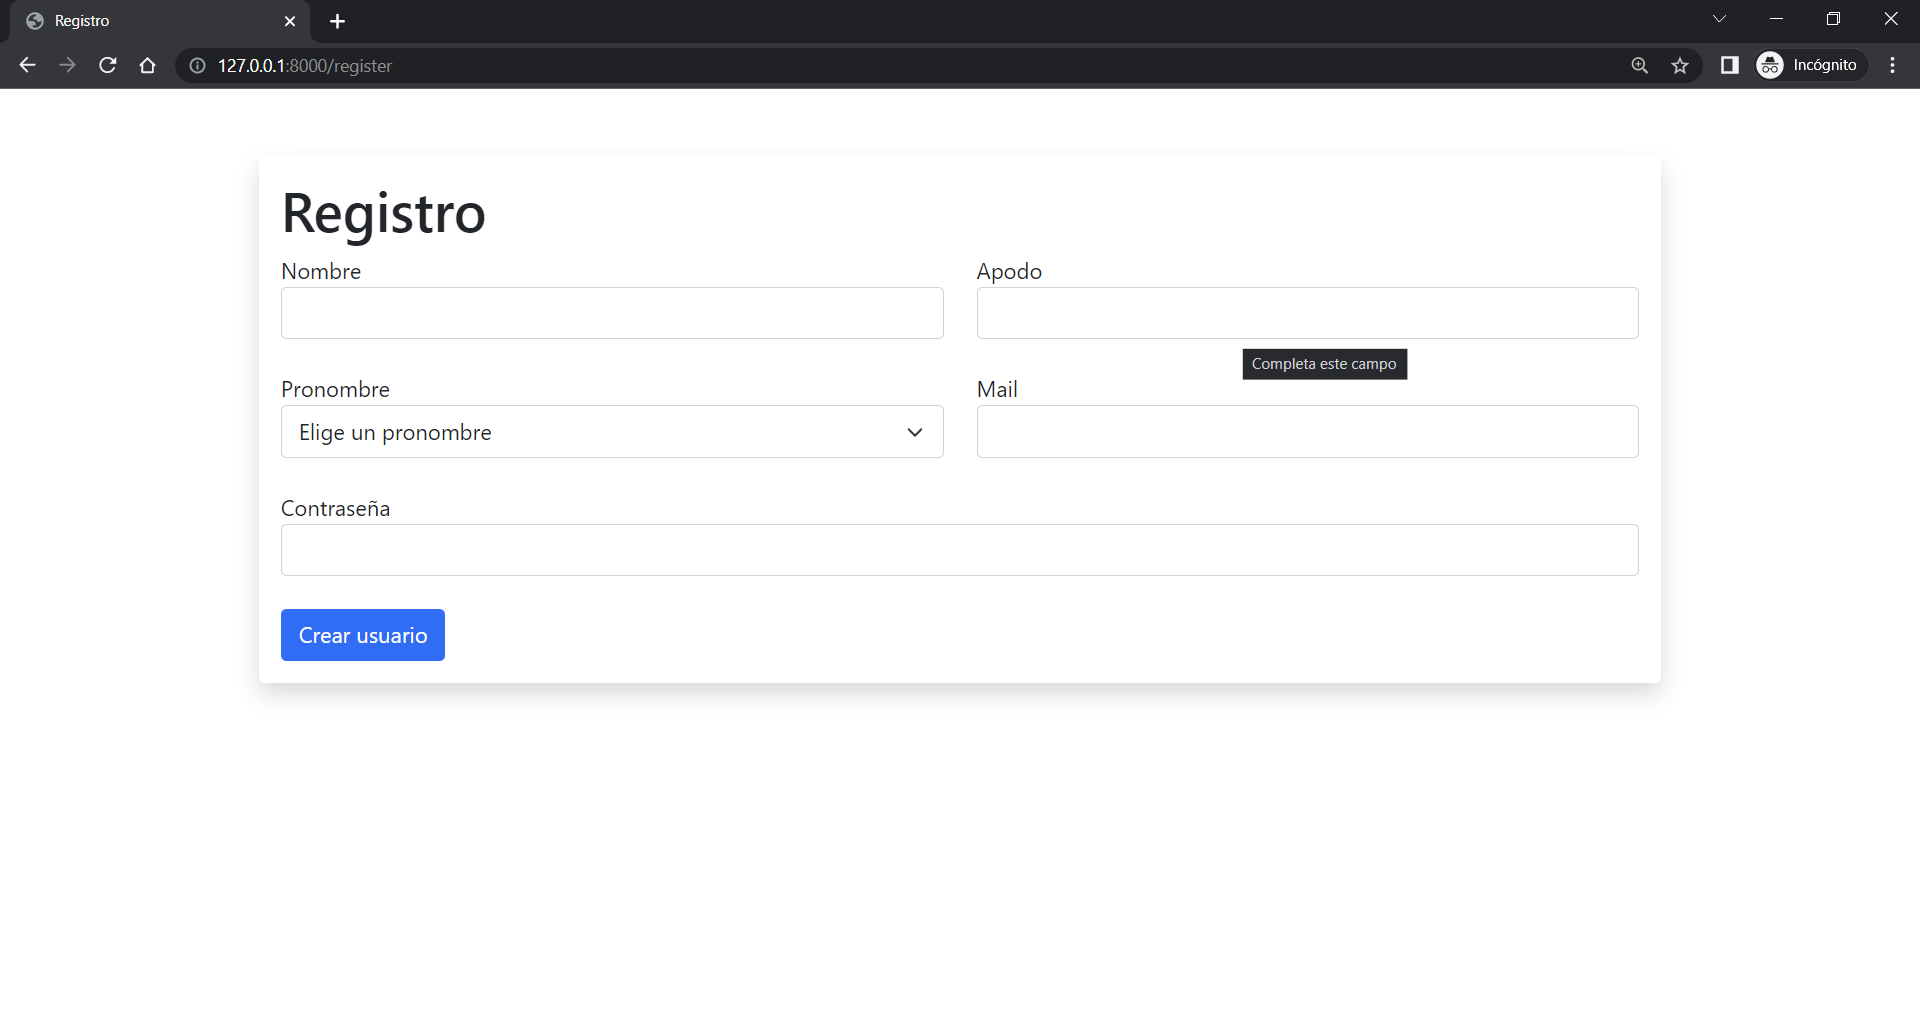 Registro
127.0.0.1:8000/register
Incógnito
Registro
Nombre
Apodo
Completa este campo
Pronombre
Mail
Elige un pronombre
Contraseña
Crear usuario